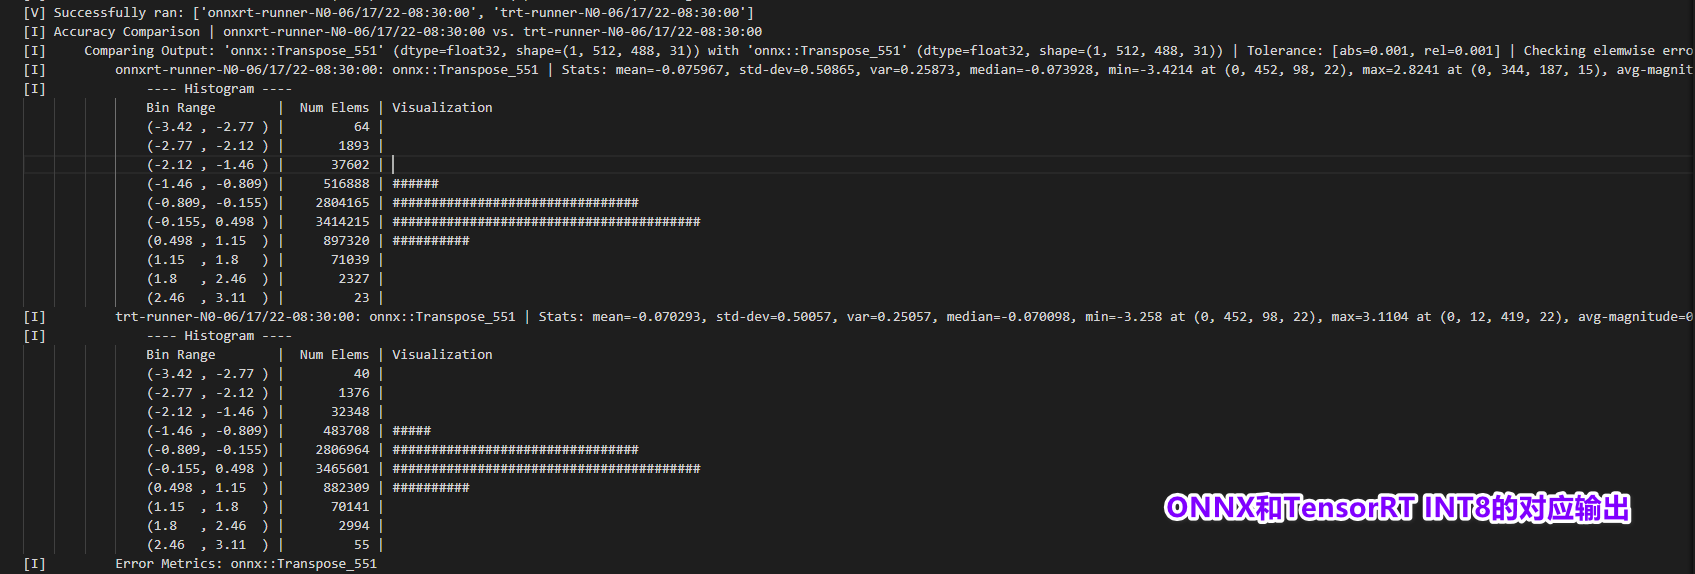 [V] Successfully ran: ['onnxrt-runner-N0-06/17/22-08:30:00', 'trt-runner-N0-06/17/22-08:30:00']
[I] Accuracy Comparison | onnxrt-runner-N0-06/17/22-08:30:00 vs. trt-runner-N0-06/17/22-08:30:00
[I]     Comparing Output: 'onnx::Transpose_551' (dtype=float32, shape=(1, 512, 488, 31)) with 'onnx::Transpose_551' (dtype=float32, shape=(1, 512, 488, 31)) | Tolerance: [abs=0.001, rel=0.001] | Checking elemwise erro
[I]         onnxrt-runner-N0-06/17/22-08:30:00: onnx::Transpose_551 | Stats: mean=-0.075967, std-dev=0.50865, var=0.25873, median=-0.073928, min=-3.4214 at (0, 452, 98, 22), max=2.8241 at (0, 344, 187, 15), avg-magnit
[I]             ---- Histogram ----
                Bin Range        |  Num Elems | Visualization
                (-3.42 , -2.77 ) |         64 |
                (-2.77 , -2.12 ) |       1893 |
                (-2.12 , -1.46 ) |      37602 |
                (-1.46 , -0.809) |     516888 | ######
                (-0.809, -0.155) |    2804165 | ################################
                (-0.155, 0.498 ) |    3414215 | ########################################
                (0.498 , 1.15  ) |     897320 | ##########
                (1.15  , 1.8   ) |      71039 |
                (1.8   , 2.46  ) |       2327 |
                (2.46  , 3.11  ) |         23 |
[I]         trt-runner-N0-06/17/22-08:30:00: onnx::Transpose_551 | Stats: mean=-0.070293, std-dev=0.50057, var=0.25057, median=-0.070098, min=-3.258 at (0, 452, 98, 22), max=3.1104 at (0, 12, 419, 22), avg-magnitude=0
[I]             ---- Histogram ----
                Bin Range        |  Num Elems | Visualization
                (-3.42 , -2.77 ) |         40 |
                (-2.77 , -2.12 ) |       1376 |
                (-2.12 , -1.46 ) |      32348 |
                (-1.46 , -0.809) |     483708 | #####
                (-0.809, -0.155) |    2806964 | ################################
                (-0.155, 0.498 ) |    3465601 | ########################################
                (0.498 , 1.15  ) |     882309 | ##########
                (1.15  , 1.8   ) |      70141 |
                (1.8   , 2.46  ) |       2994 |
                (2.46  , 3.11  ) |         55 |
ONNX和TensorRT INT8的对应输出
[I]         Error Metrics: onnx::Transpose_551